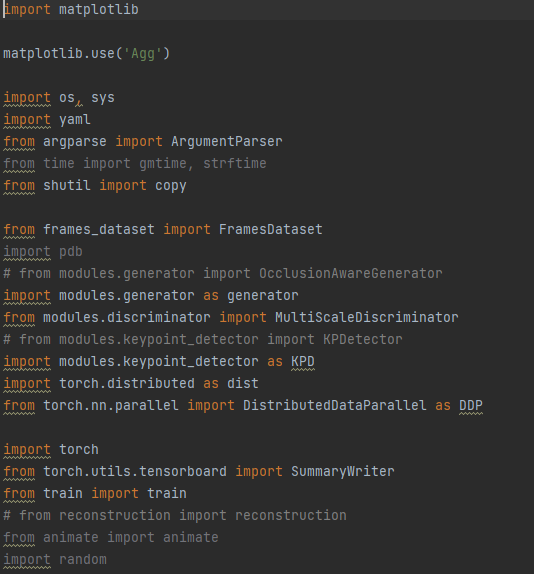 import matplotlib
matplotlib.use('Agg')
import os, sys
import yaml
from argparse import ArgumentParser
from time import gmtime, strftime
from shutil import copy
from frames_dataset import FramesDataset
import pdb
# from modules.generator import OcclusionAwareGenerator
import modules.generator as generator
from modules.discriminator import MultiScaleDiscriminator
# from modules.keypoint_detector import KPDetector
import modules.keypoint_detector as KPD
import torch.distributed as dist
from torch.nn.parallel import DistributedDataParallel as DDP
import torch
from torch.utils.tensorboard import SummaryWriter
from train import train
# from reconstruction import reconstruction
from animate import animate
import random